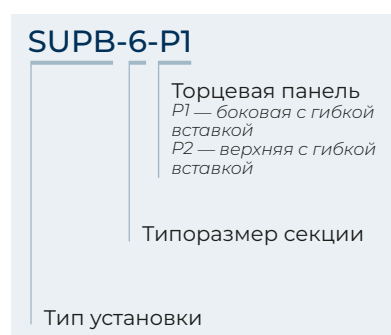 SUPB-6-P1
Торцевая панель
P1 — боковая с гибкой
вставкой
P2 — верхняя с гибкой
вставкой
Типоразмер секции
Тип установки